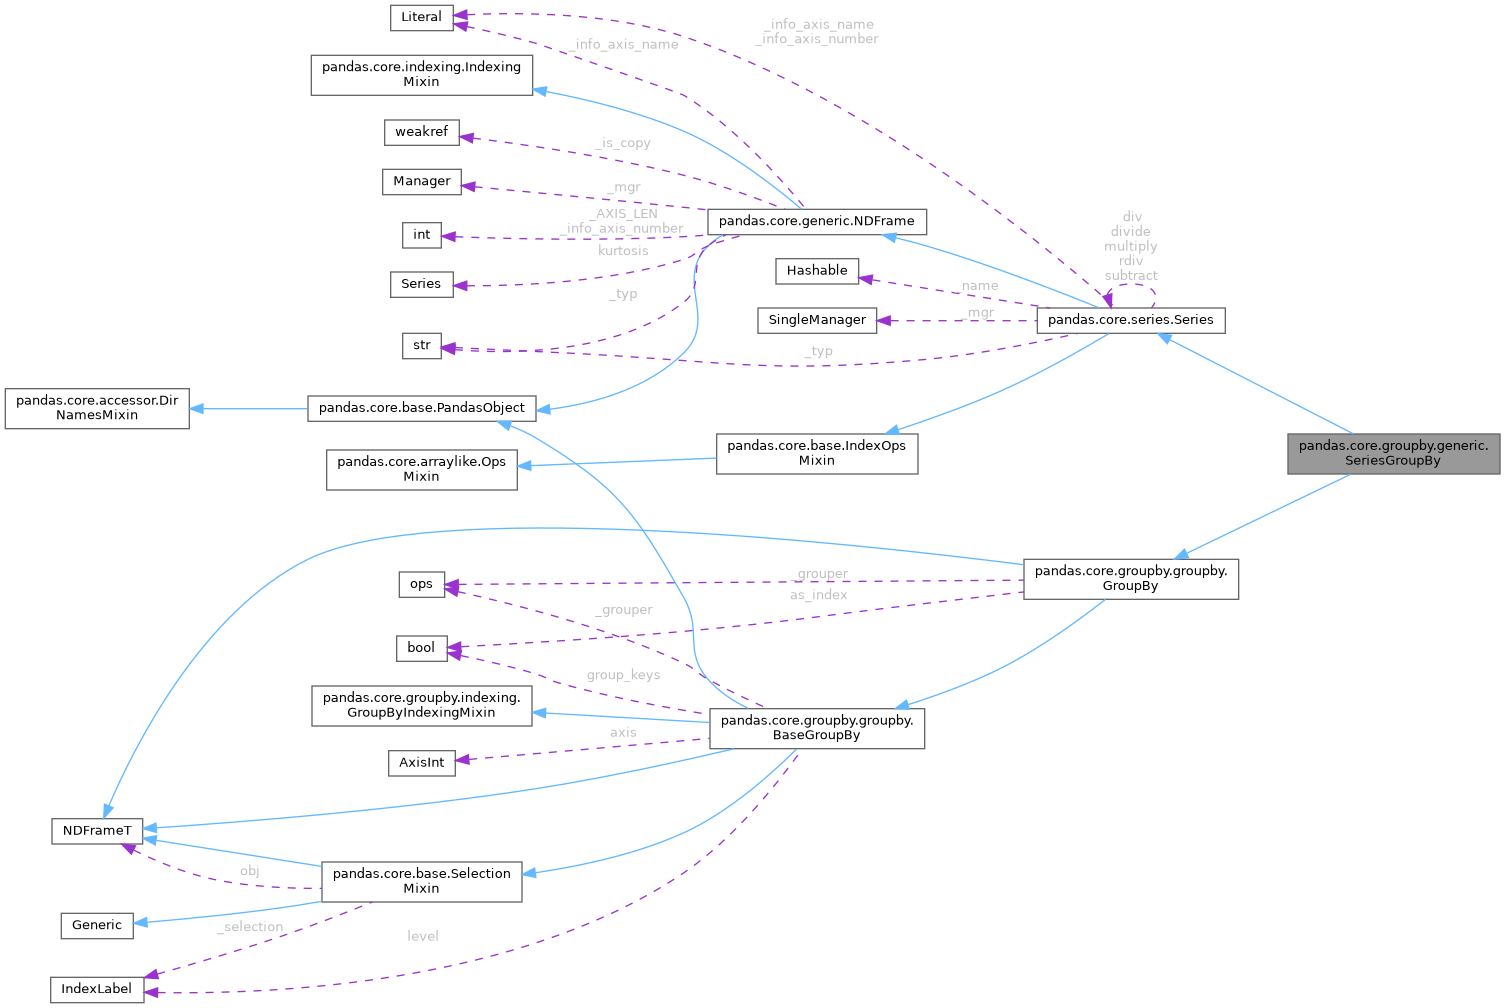 Literal
_info_axis_name
_info_axis_number
_info_axis_name
pandas.core.indexing.Indexing
Mixin
weakref
_is_copy
Manager
_mgr
_AXIS_LEN
_info_axis_number
int
pandas.core.generic.NDFrame
div
divide
multiply
rdiv
subtract
kurtosis
Series
Hashable
_name
_typ
SingleManager
_mgr
pandas.core.series.Series
str
_typ
pandas.core.accessor.Dir
NamesMixin
pandas.core.base.PandasObject
pandas.core.base.IndexOps
Mixin
pandas.core.groupby.generic.
SeriesGroupBy
pandas.core.arraylike.Ops
Mixin
ops
_grouper
pandas.core.groupby.groupby.
GroupBy
as_index
_grouper
bool
group_keys
pandas.core.groupby.indexing.
GroupByIndexingMixin
pandas.core.groupby.groupby.
BaseGroupBy
axis
AxisInt
NDFrameT
obj
pandas.core.base.Selection
Mixin
Generic
_selection
level
IndexLabel